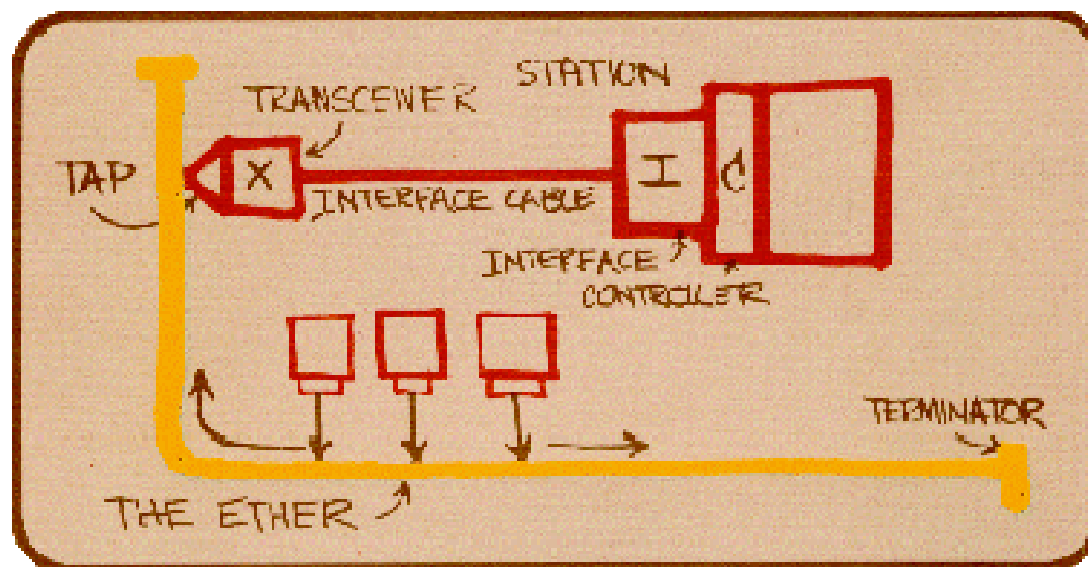 STATION
TRANSCEIVER
TAP
X
I
C
INTERFACE CABLE
INTERFACE
CONTROLLER
TERMINATOR
THE ETHER